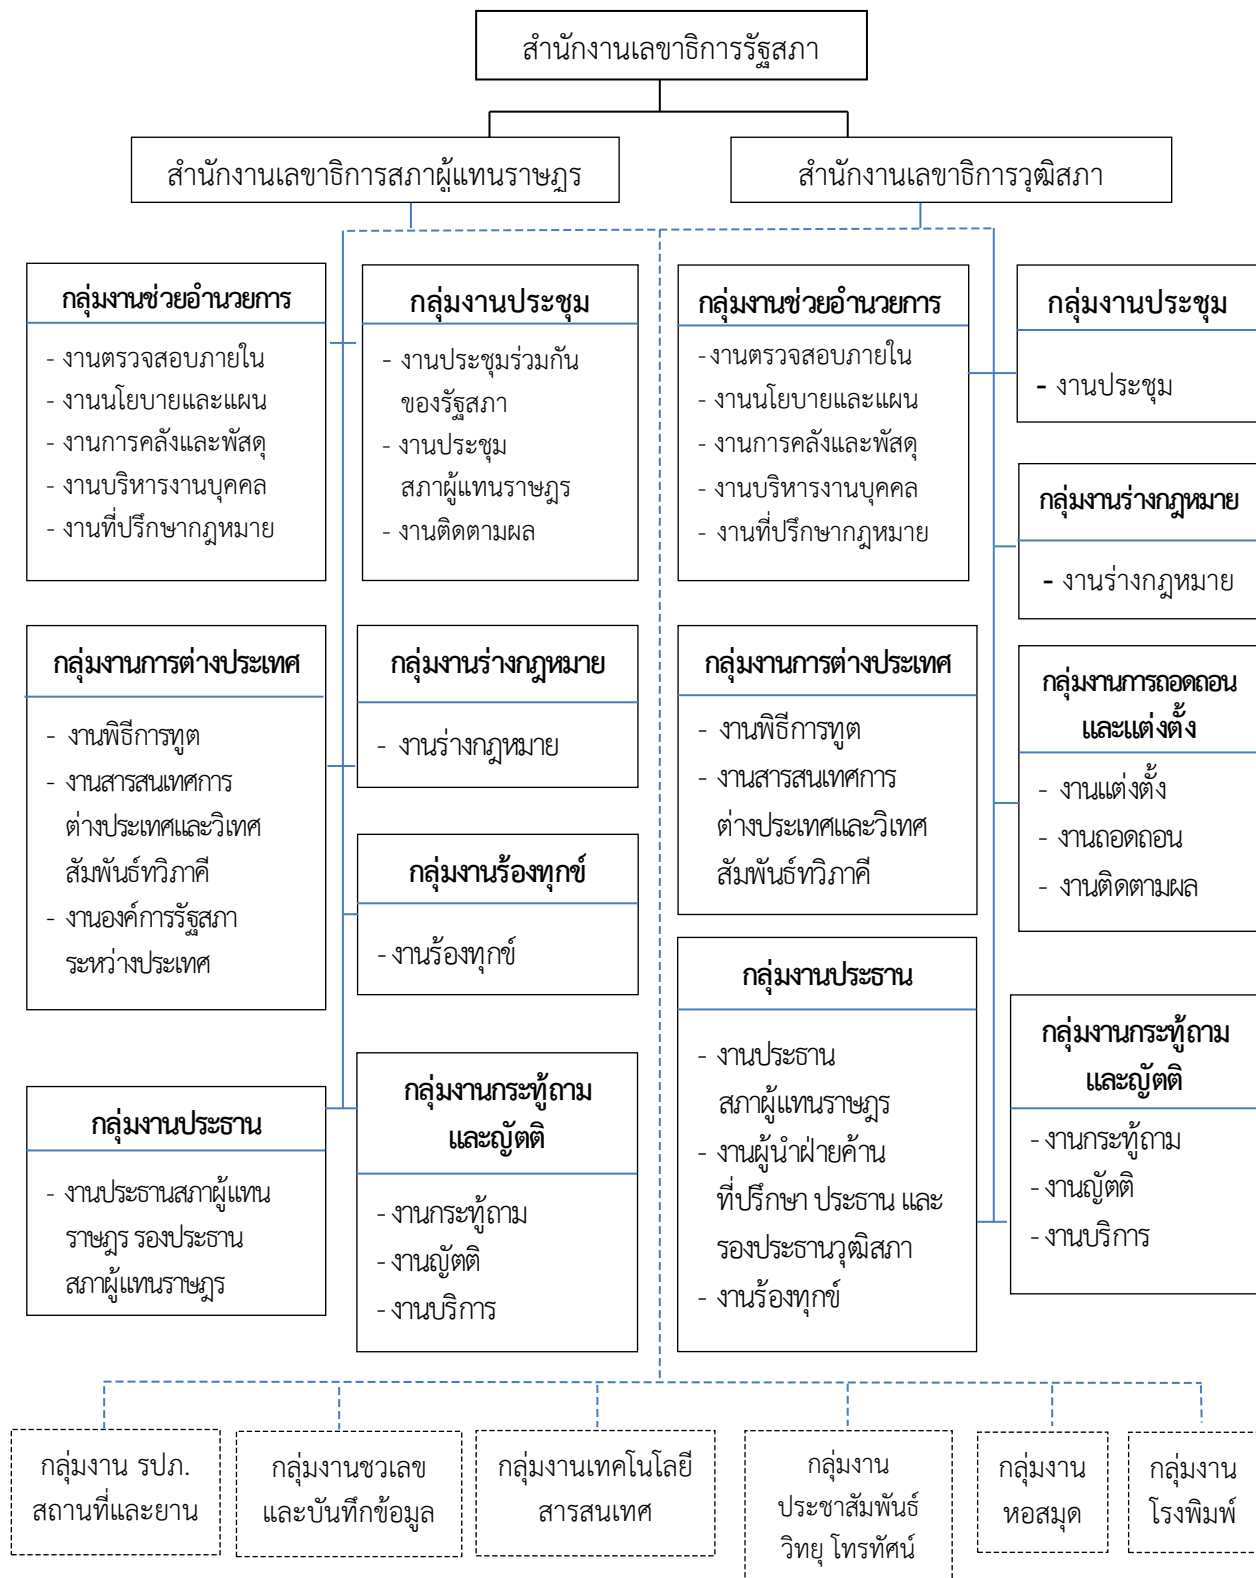 สำนักงานเลขาธิการรัฐสภา
สำนักงานเลขาธิการสภาผู้แทนราษฎร
สำนักงานเลขาธิการวุฒิสภา
กลุ่มงานช่วยอำนวยการ
- งานตรวจสอบภายใน
- งานนโยบายและแผน
- งานการคลังและพัสดุ
- งานบริหารงานบุคคล
- งานที่ปรึกษากฎหมาย
กลุ่มงานประชุม
- งานประชุมร่วมกัน
ของรัฐสภา
- งานประชุม
สภาผู้แทนราษฎร
- งานติดตามผล
กลุ่มงานช่วยอำนวยการ
-งานตรวจสอบภายใน
- งานนโยบายและแผน
- งานการคลังและพัสดุ
- งานบริหารงานบุคคล
- งานที่ปรึกษากฎหมาย
กลุ่มงานประชุม
- งานประชุม
กลุ่มงานร่างกฎหมาย
- งานร่างกฎหมาย
กลุ่มงานการต่างประเทศ
- งานพิธีการทูต
- งานสารสนเทศการ
ต่างประเทศและวิเทศ
สัมพันธ์ทวิภาคี
- งานองค์การรัฐสภา
ระหว่างประเทศ
กลุ่มงานร่างกฎหมาย
- งานร่างกฎหมาย
กลุ่มงานร้องทุกข์
- งานร้องทุกข์
กลุ่มงานการต่างประเทศ
- งานพิธีการทูต
- งานสารสนเทศการ
ต่างประเทศและวิเทศ
สัมพันธ์ทวิภาคี
กลุ่มงานการถอดถอน
และแต่งตั้ง
- งานแต่งตั้ง
- งานถอดถอน
- งานติดตามผล
กลุ่มงานประธาน
- งานประธานสภาผู้แทน
ราษฎร รองประธาน
สภาผู้แทนราษฎร
กลุ่มงานกระทู้ถาม
และญัตติ
- งานกระทู้ถาม
- งานญัตติ
- งานบริการ
กลุ่มงานประธาน
- งานประธาน
สภาผู้แทนราษฎร
- งานผู้นำฝ่ายค้าน
ที่ปรึกษา ประธาน และ
รองประธานวุฒิสภา
- งานร้องทุกข์
กลุ่มงานกระทู้ถาม
และญัตติ
- งานกระทู้ถาม
- งานญัตติ
- งานบริการ
กลุ่มงาน รปภ.
สถานที่และยาน
กลุ่มงานชวเลข
และบันทึกข้อมูล
กลุ่มงานเทคโนโลยี
สารสนเทศ
กลุ่มงาน
ประชาสัมพันธ์
วิทยุ โทรทัศน์
กลุ่มงาน
หอสมุด
กลุ่มงาน
โรงพิมพ์